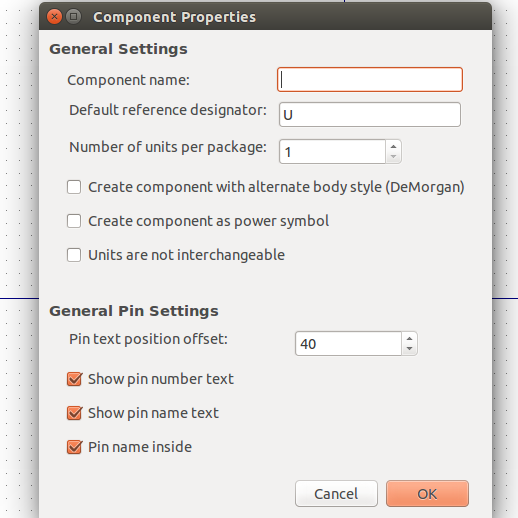 Component Properties
General Settings
Component name:
Default reference designator: U
Number of units per package: 1
Create component with alternate body style (DeMorgan)
Create component as power symbol
Units are not interchangeable
General Pin Settings
Pin text position offset: 40
Show pin number text
Show pin name text
Pin name inside
Cancel OK